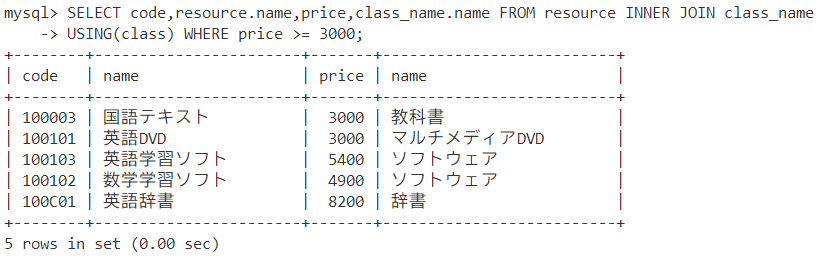 mysql> SELECT code,resource.name,price,class_name.name FROM resource INNER JOIN class_name
    -> USING(class) WHERE price >= 3000;
+--------+----------------------+-------+------------------------+
| code   | name                 | price | name                   |
+--------+----------------------+-------+------------------------+
| 100003 | 国語テキスト         |  3000 | 教科書                 |
| 100101 | 英語DVD              |  3000 | マルチメディアDVD      |
| 100103 | 英語学習ソフト       |  5400 | ソフトウェア           |
| 100102 | 数学学習ソフト       |  4900 | ソフトウェア           |
| 100C01 | 英語辞書             |  8200 | 辞書                   |
+--------+----------------------+-------+------------------------+
5 rows in set (0.00 sec)